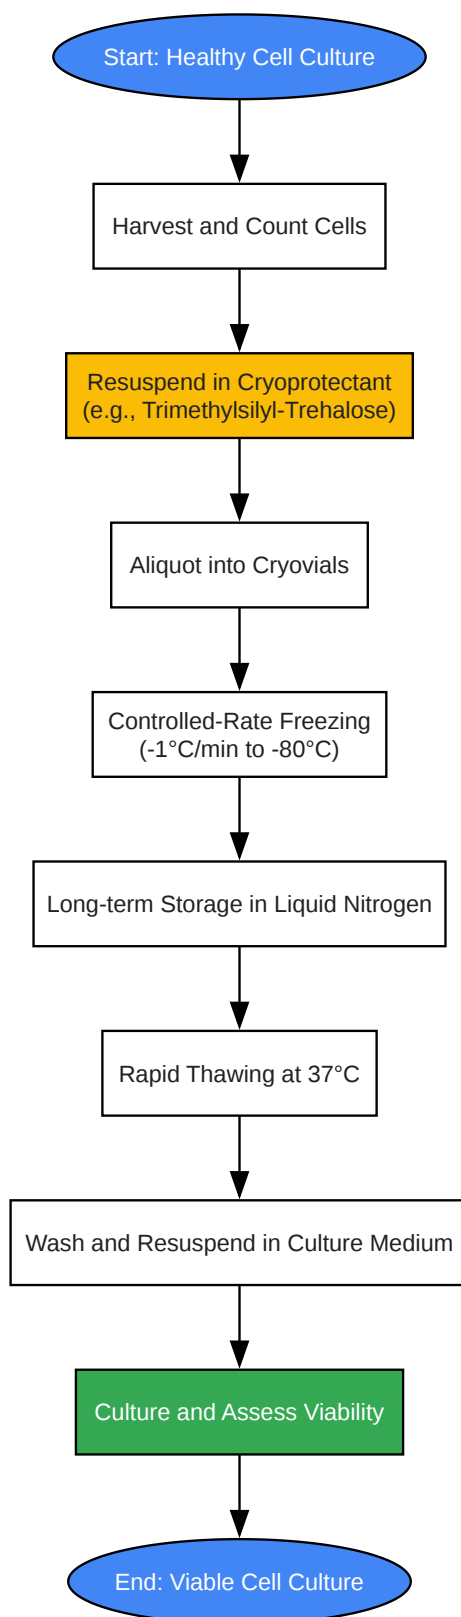 Start: Healthy Cell Culture
Harvest and Count Cells
Resuspend in Cryoprotectant
(e.g., Trimethylsilyl-Trehalose)
Aliquot into Cryovials
Controlled-Rate Freezing
(-1°C/min to -80°C)
Long-term Storage in Liquid Nitrogen
Rapid Thawing at 37°C
Wash and Resuspend in Culture Medium
Culture and Assess Viability
End: Viable Cell Culture